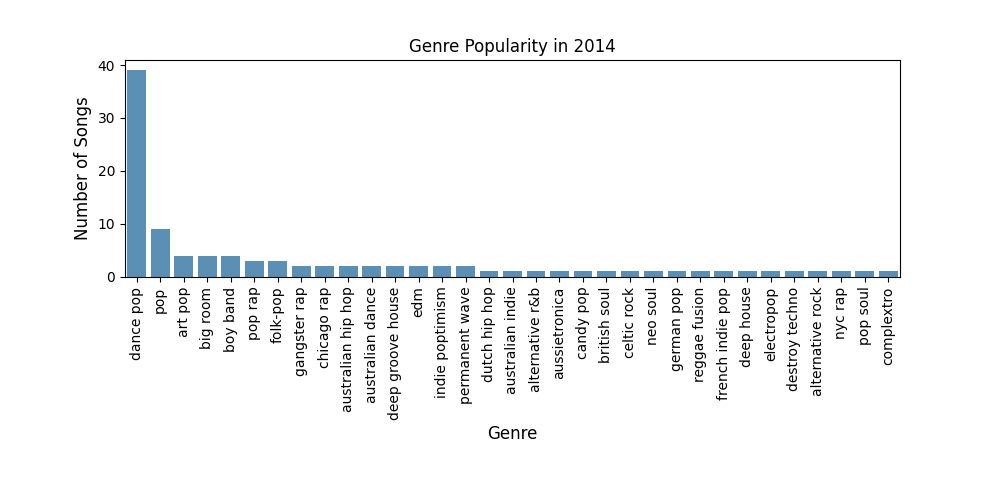 Genre Popularity in 2014
Number of Songs
40
30
20
10
0
dance pop
pop
art pop
big room
boy band
pop rap
folk-pop
gangster rap
chicago rap
australian hip hop
australian dance
deep groove house
edm
indie poptimism
permanent wave
dutch hip hop
australian indie
alternative r&b
aussietronica
candy pop
british soul
celtic rock
neo soul
german pop
reggae fusion
french indie pop
deep house
electropop
destroy techno
alternative rock
nyc rap
pop soul
complextro
Genre